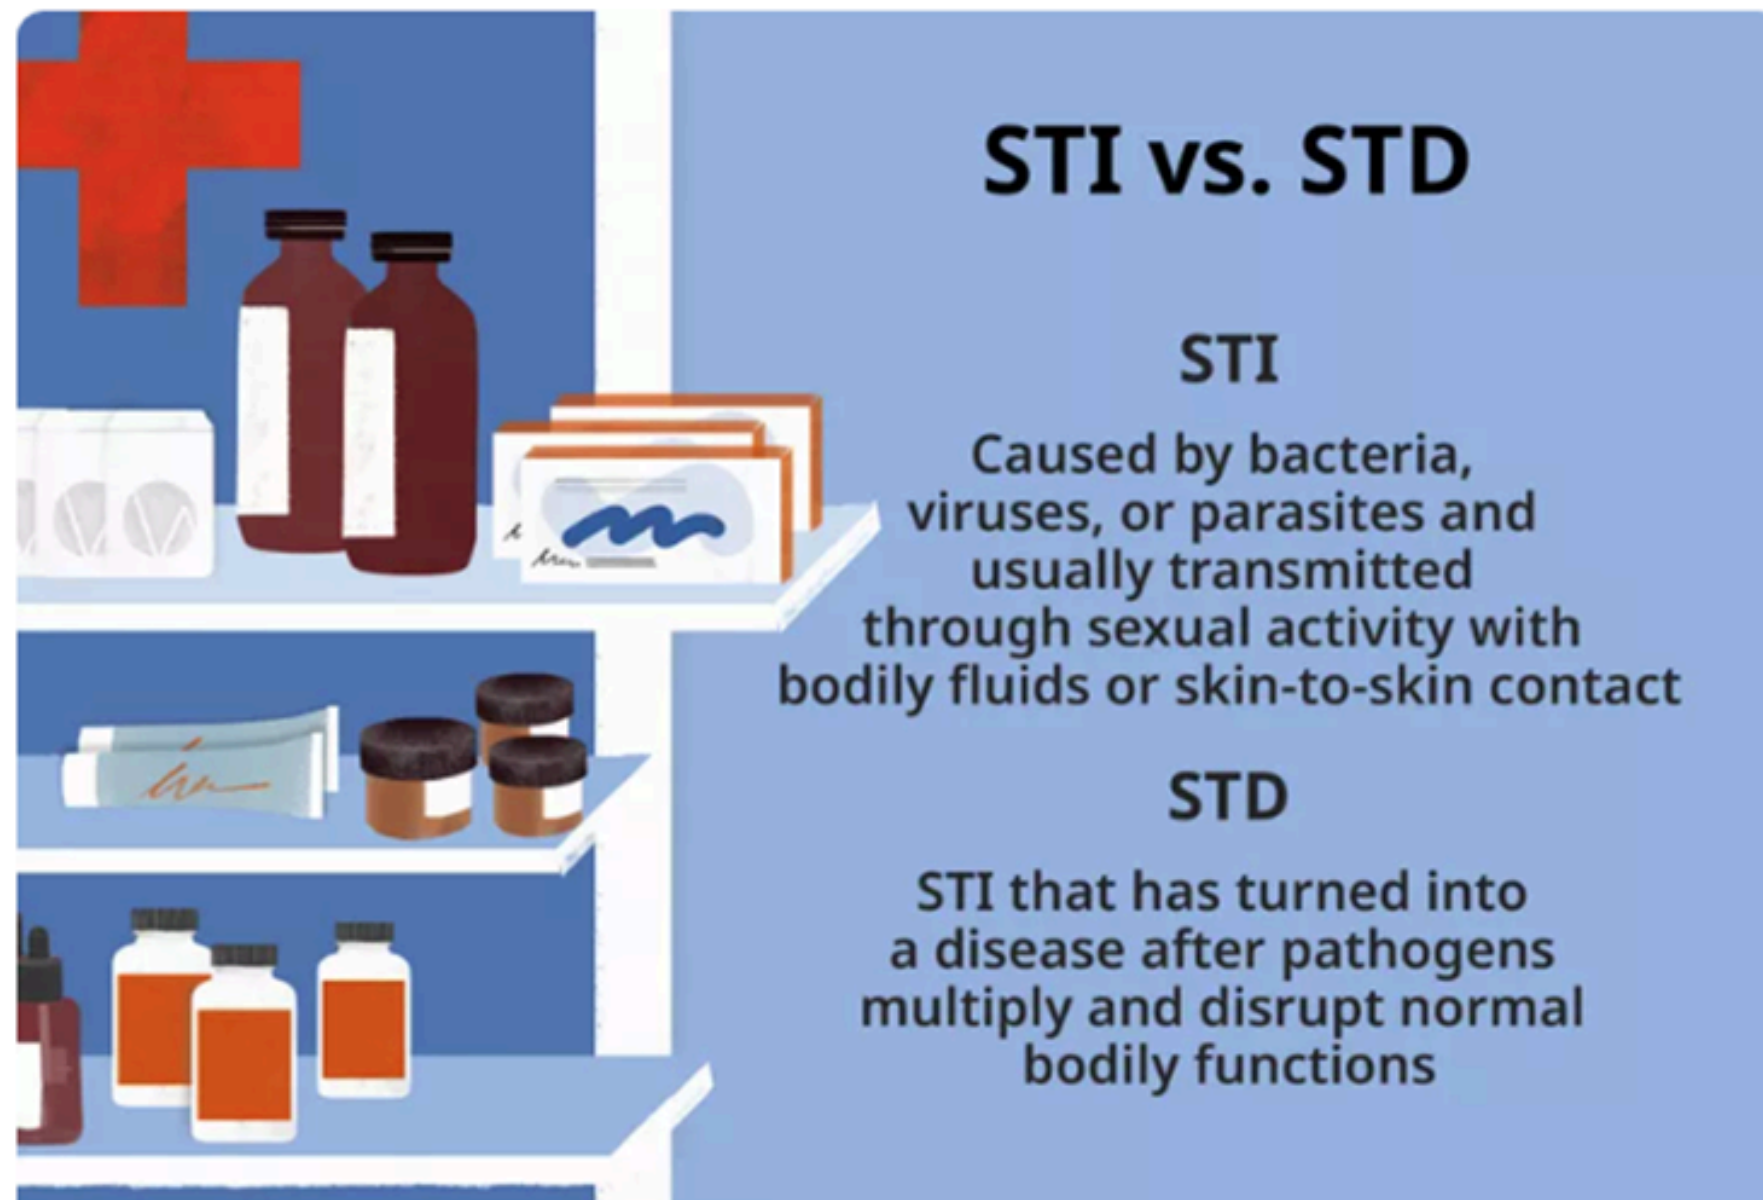 STI vs. STD
STI
Caused by bacteria,
viruses, or parasites and
usually transmitted
through sexual activity with
bodily fluids or skin-to-skin contact
STD
STI that has turned into
a disease after pathogens
multiply and disrupt normal
bodily functions